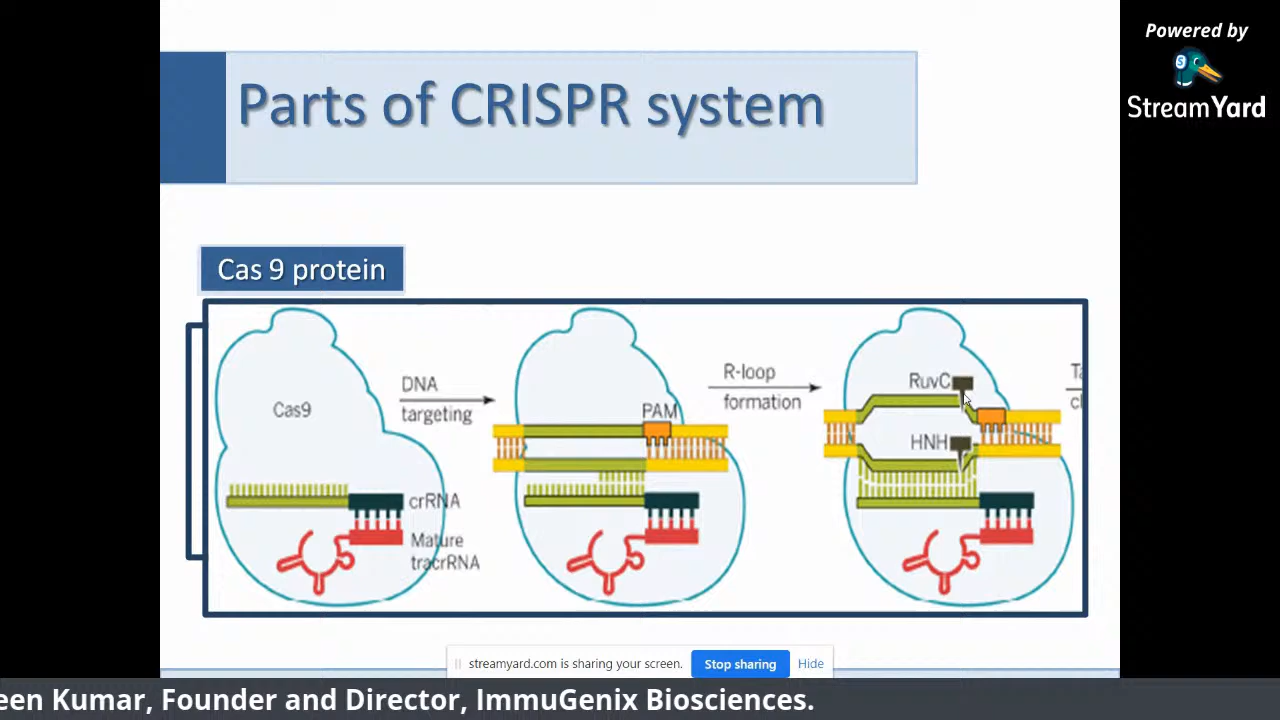 Powered by
StreamYard
Parts of CRISPR system
Cas 9 protein
Cas9
DNA
targeting
crRNA
Mature
tracrRNA
PAM
R-loop
formation
RuvC
HNH
streamyard.com is sharing your screen.
Stop sharing
Hide
Kumar, Founder and Director, ImmuGenix Biosciences.